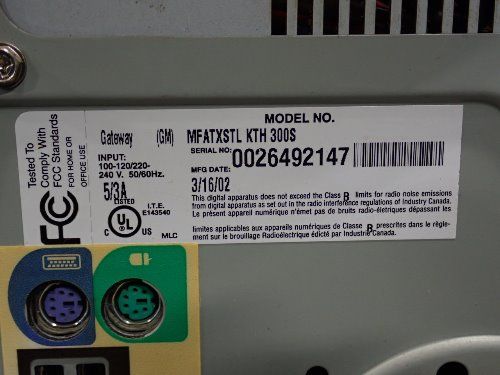 Tested To
Comply With
FCC Standards
FOR HOME OR
OFFICE USE
FC
Gateway (GM)
INPUT:
100-120/220-
240 V. 50/60Hz.
5/3A
UL
C US
I.T.E.
E143540
MLC
MODEL NO.
MFATXSTL KTH 300S
SERIAL NO: 0026492147
MFG DATE:
3/16/02
This digital apparatus does not exceed the Class B limits for radio noise emissions
from digital apparatus as set out in the radio interference regulations of Industry Canada.
Le présent appareil numérique n'émet pas de bruits radio-électriques dépassant les
limites applicables aux appareils numériques de Classe B prescrites dans le règle-
ment sur le brouillage Radioélectrique édicté par Industrie Canada.